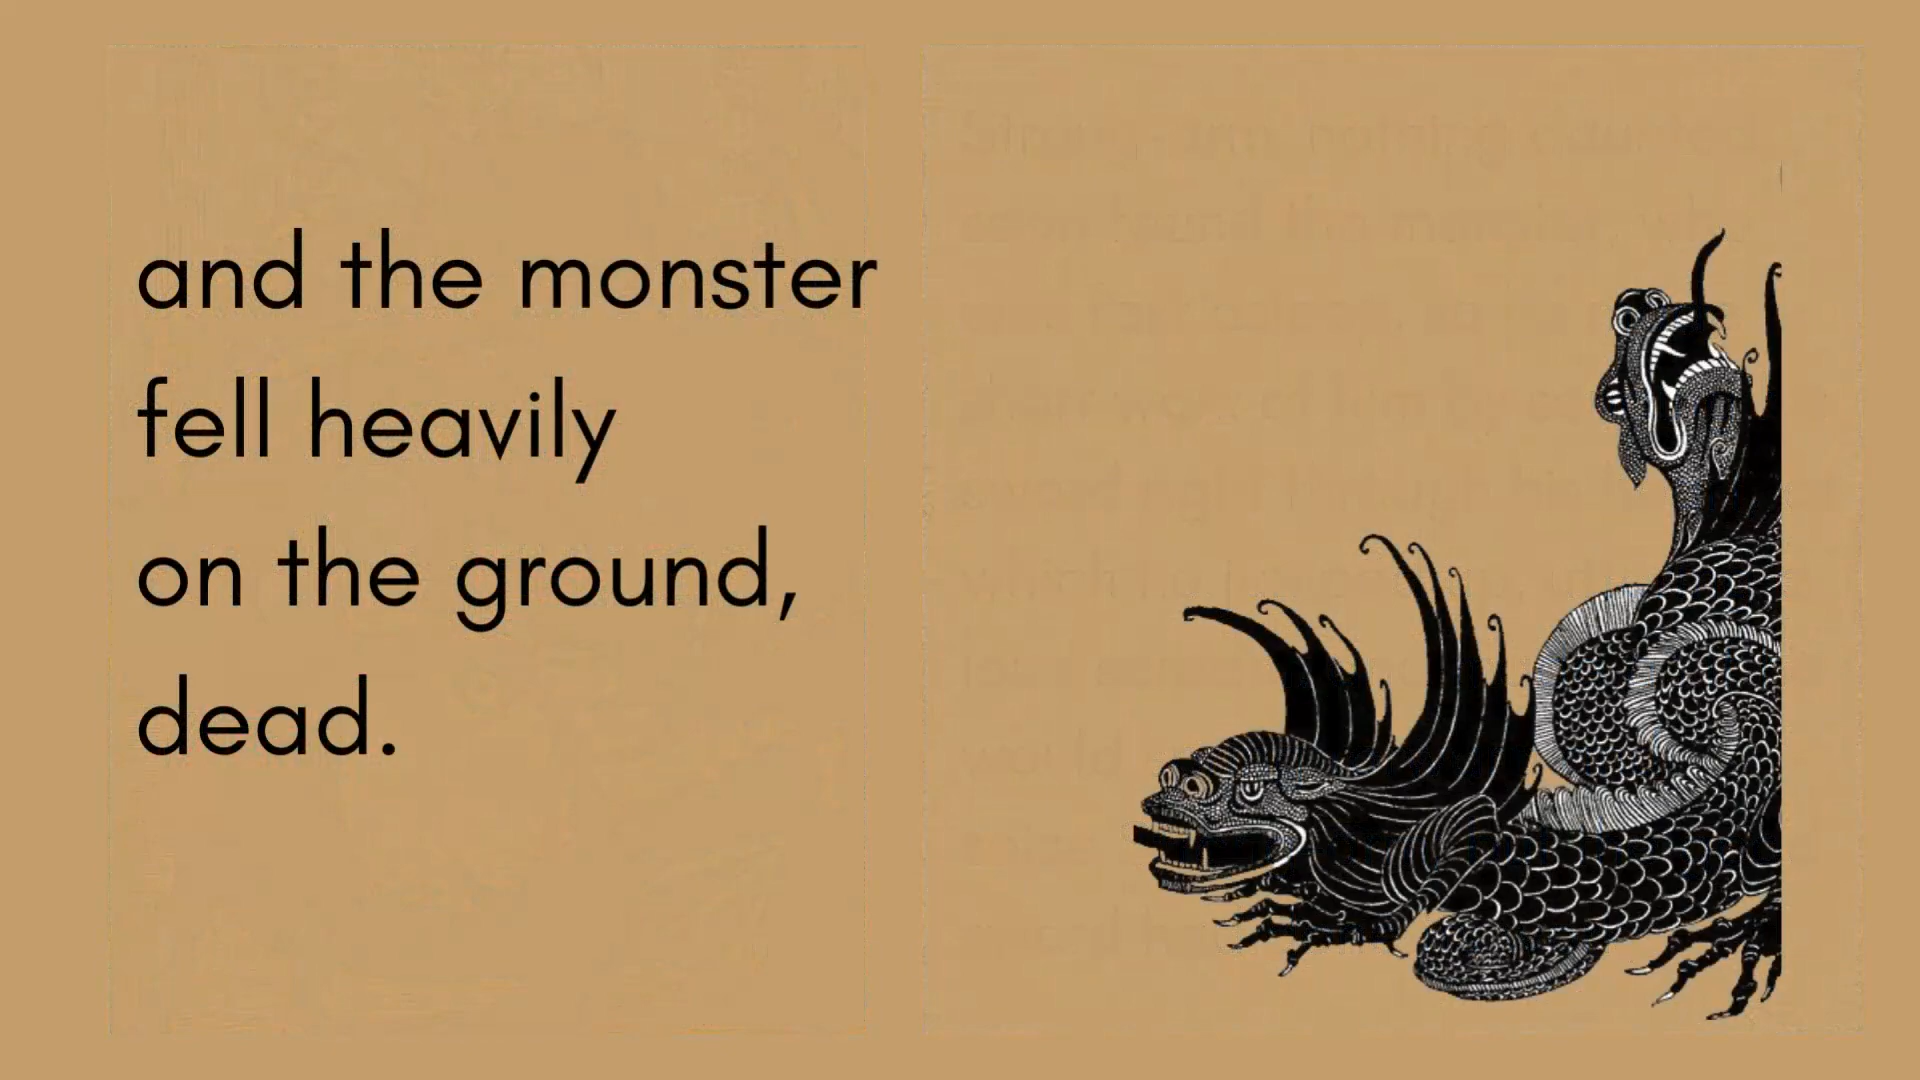 and the monster
fell heavily
on the ground,
dead.